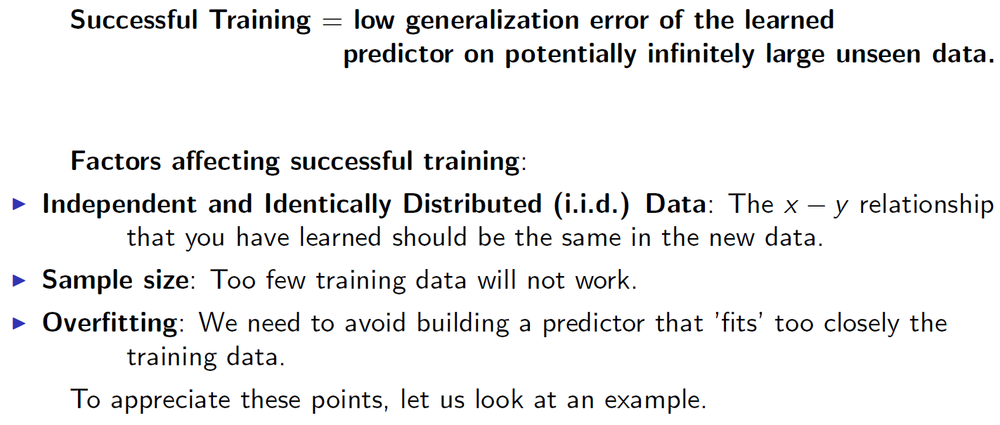 Successful Training = low generalization error of the learned
predictor on potentially infinitely large unseen data.
Factors affecting successful training:
▶ Independent and Identically Distributed (i.i.d.) Data: The x − y relationship
that you have learned should be the same in the new data.
▶ Sample size: Too few training data will not work.
▶ Overfitting: We need to avoid building a predictor that 'fits' too closely the
training data.
To appreciate these points, let us look at an example.